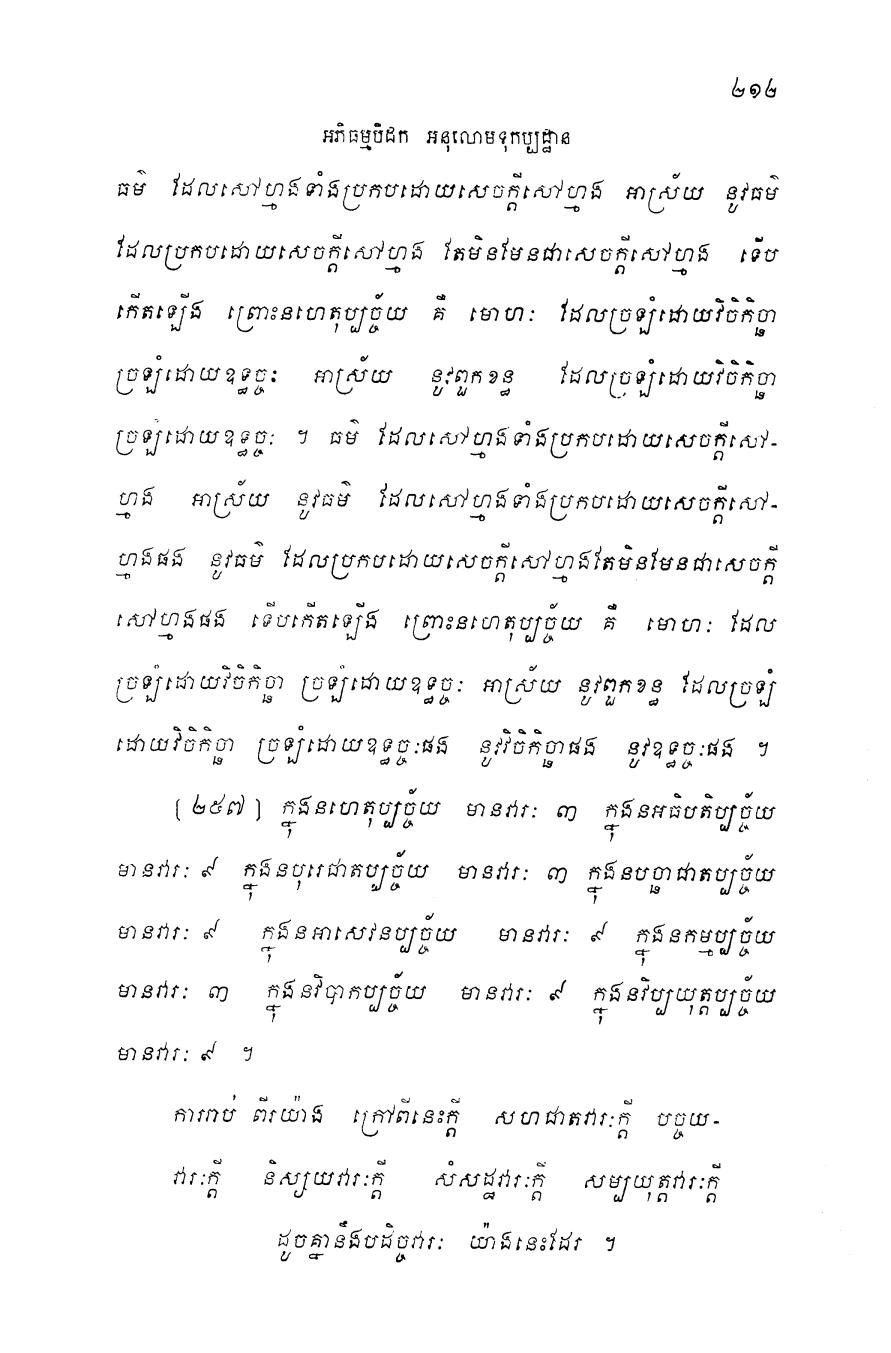 ២១២
អភិធម្មបិដក អនុលោមទុកប្បដ្ឋាន
ធម៌ ដែលសៅហ្មងទាំងប្រកបដោយសេចក្តីសៅហ្មង អាស្រ័យ នូវធម៌
ដែលប្រកបដោយសេចក្តីសៅហ្មង តែមិនមែនជាសេចក្តីសៅហ្មង ទើប
កើតឡើង ព្រោះនហេតុប្បច្ច័យ គឺ មោហៈ ដែលច្រឡំដោយវិចិកិច្ឆា
ច្រឡំដោយឧទ្ធច្ចៈ អាស្រ័យ នូវពួកខន្ធ ដែលច្រឡំដោយវិចិកិច្ឆា
ច្រឡំដោយឧទ្ធច្ចៈ ។ ធម៌ ដែលសៅហ្មងទាំងប្រកបដោយសេចក្តីសៅ-
ហ្មង អាស្រ័យ នូវធម៌ ដែលសៅហ្មងទាំងប្រកបដោយសេចក្តីសៅ-
ហ្មងផង នូវធម៌ ដែលប្រកបដោយសេចក្តីសៅហ្មងតែមិនមែនជាសេចក្តី
សៅហ្មងផង ទើបកើតឡើង ព្រោះនហេតុប្បច្ច័យ គឺ មោហៈ ដែល
ច្រឡំដោយវិចិកិច្ឆា ច្រឡំដោយឧទ្ធច្ចៈ អាស្រ័យ នូវពួកខន្ធ ដែលច្រឡំ
ដោយវិចិកិច្ឆា ច្រឡំដោយឧទ្ធច្ចៈផង នូវវិចិកិច្ឆាផង នូវឧទ្ធច្ចៈផង ។
(២៥៧) ក្នុងនហេតុប្បច្ច័យ មានវារៈ ៣ ក្នុងនអធិបតិប្បច្ច័យ
មានវារៈ ៩ ក្នុងនបុរេជាតប្បច្ច័យ មានវារៈ ៣ ក្នុងនបច្ឆាជាតប្បច្ច័យ
មានវារៈ ៩ ក្នុងនអាសេវនប្បច្ច័យ មានវារៈ ៩ ក្នុងនកម្មប្បច្ច័យ
មានវារៈ ៣ ក្នុងនវិបាកប្បច្ច័យ មានវារៈ ៩ ក្នុងនវិប្បយុត្តប្បច្ច័យ
មានវារៈ ៩ ។
ការរាប់ ពីរយ៉ាង ក្រៅពីនេះក្តី សហជាតវារៈក្តី បច្ចយ-
វារៈក្តី និស្សយវារៈក្តី សំសដ្ឋវារៈក្តី សម្បយុត្តវារៈក្តី
ដូចគ្នានឹងបដិច្ចវារៈ យ៉ាងនេះដែរ ។